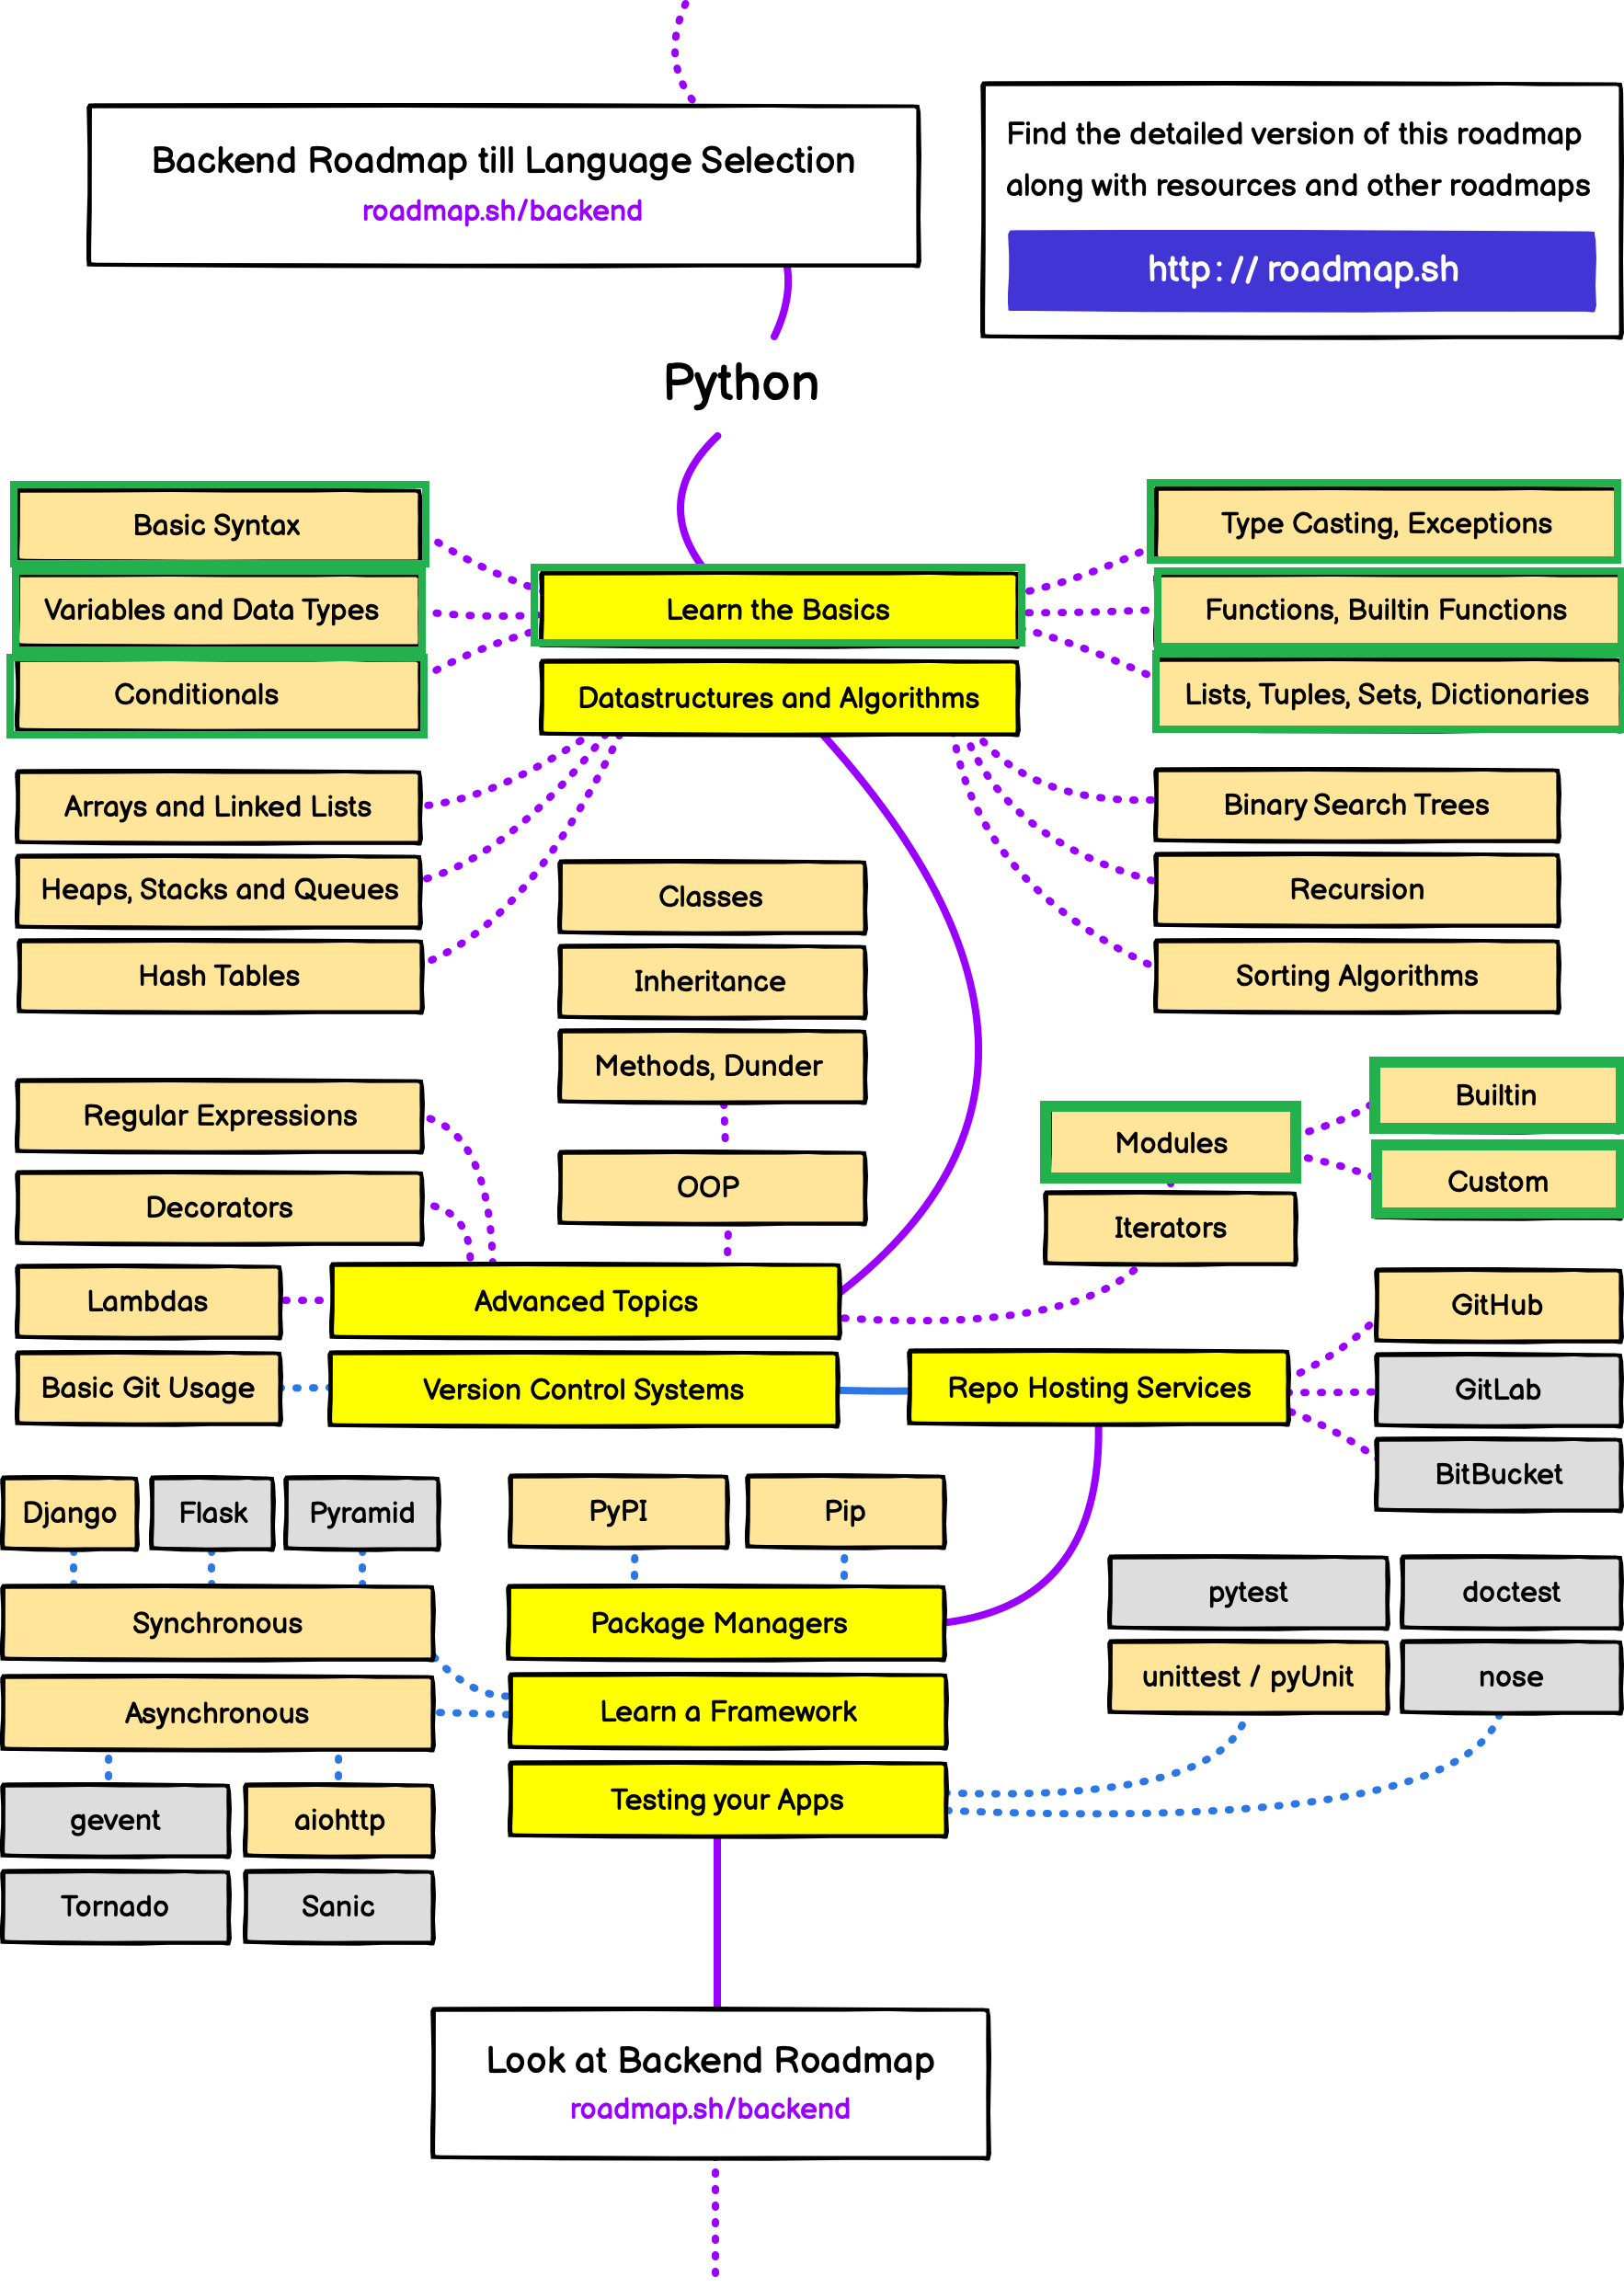 Backend Roadmap till Language Selection
roadmap.sh/backend
Find the detailed version of this roadmap
along with resources and other roadmaps
http://roadmap.sh
Python
Basic Syntax
Variables and Data Types
Conditionals
Learn the Basics
Datastructures and Algorithms
Type Casting, Exceptions
Functions, Builtin Functions
Lists, Tuples, Sets, Dictionaries
Arrays and Linked Lists
Heaps, Stacks and Queues
Hash Tables
Classes
Inheritance
Methods, Dunder
OOP
Binary Search Trees
Recursion
Sorting Algorithms
Regular Expressions
Decorators
Lambdas
Advanced Topics
Modules
Iterators
Builtin
Custom
Basic Git Usage
Version Control Systems
Repo Hosting Services
GitHub
GitLab
BitBucket
Django
Flask
Pyramid
Synchronous
Asynchronous
gevent
aiohttp
Tornado
Sanic
PyPI
Pip
Package Managers
Learn a Framework
Testing your Apps
pytest
doctest
unittest / pyUnit
nose
Look at Backend Roadmap
roadmap.sh/backend